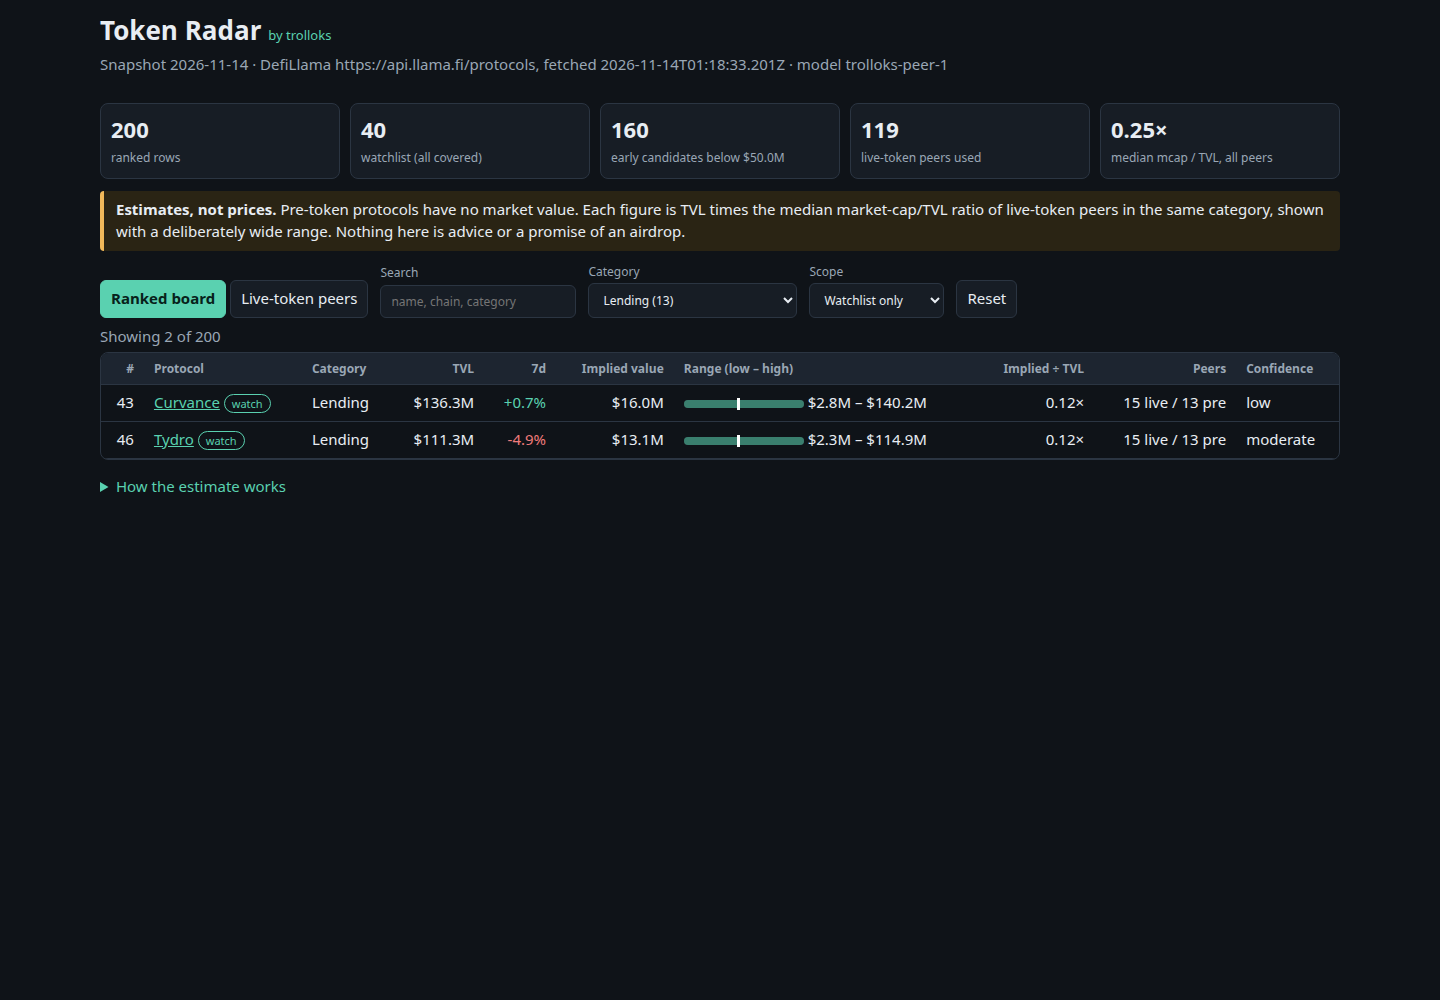 Token Radar by trolloks
Snapshot 2026-11-14 · DefiLlama https://api.llama.fi/protocols, fetched 2026-11-14T01:18:33.201Z · model trolloks-peer-1
200
ranked rows
40
watchlist (all covered)
160
early candidates below $50.0M
119
live-token peers used
0.25×
median mcap / TVL, all peers
Estimates, not prices. Pre-token protocols have no market value. Each figure is TVL times the median market-cap/TVL ratio of live-token peers in the same category, shown
with a deliberately wide range. Nothing here is advice or a promise of an airdrop.
Ranked board
Live-token peers
Search
name, chain, category
Category
Lending (13)
Scope
Watchlist only
Reset
Showing 2 of 200
# Protocol Category TVL 7d Implied value Range (low – high) Implied ÷ TVL Peers Confidence
43 Curvance watch Lending $136.3M +0.7% $16.0M $2.8M – $140.2M 0.12× 15 live / 13 pre low
46 Tydro watch Lending $111.3M -4.9% $13.1M $2.3M – $114.9M 0.12× 15 live / 13 pre moderate
How the estimate works